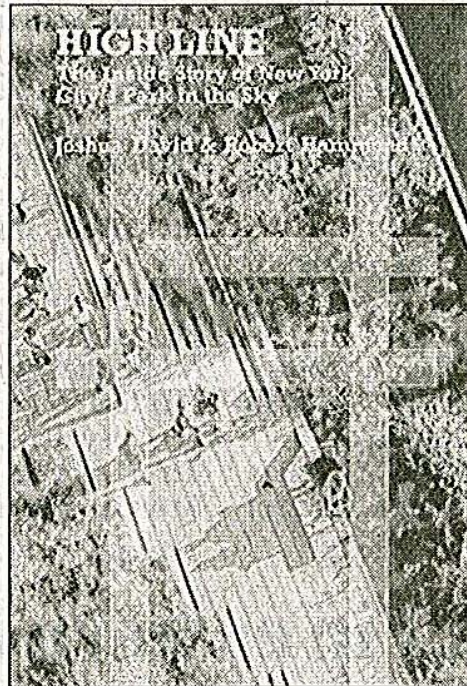 HIGH LINE
The Inside Story of New York
City's Park in the Sky
Joshua David & Robert Hammond